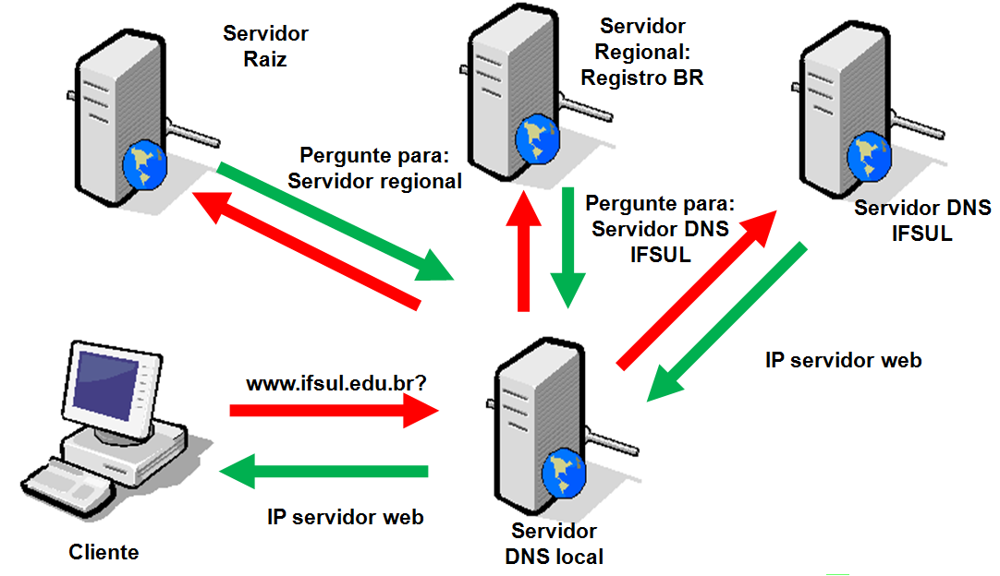 Servidor
Raiz
Servidor
Regional:
Registro BR
Pergunte para:
Servidor regional
Pergunte para:
Servidor DNS
IFSUL
Servidor DNS
IFSUL
IP servidor web
www.ifsul.edu.br?
IP servidor web
Cliente
Servidor
DNS local